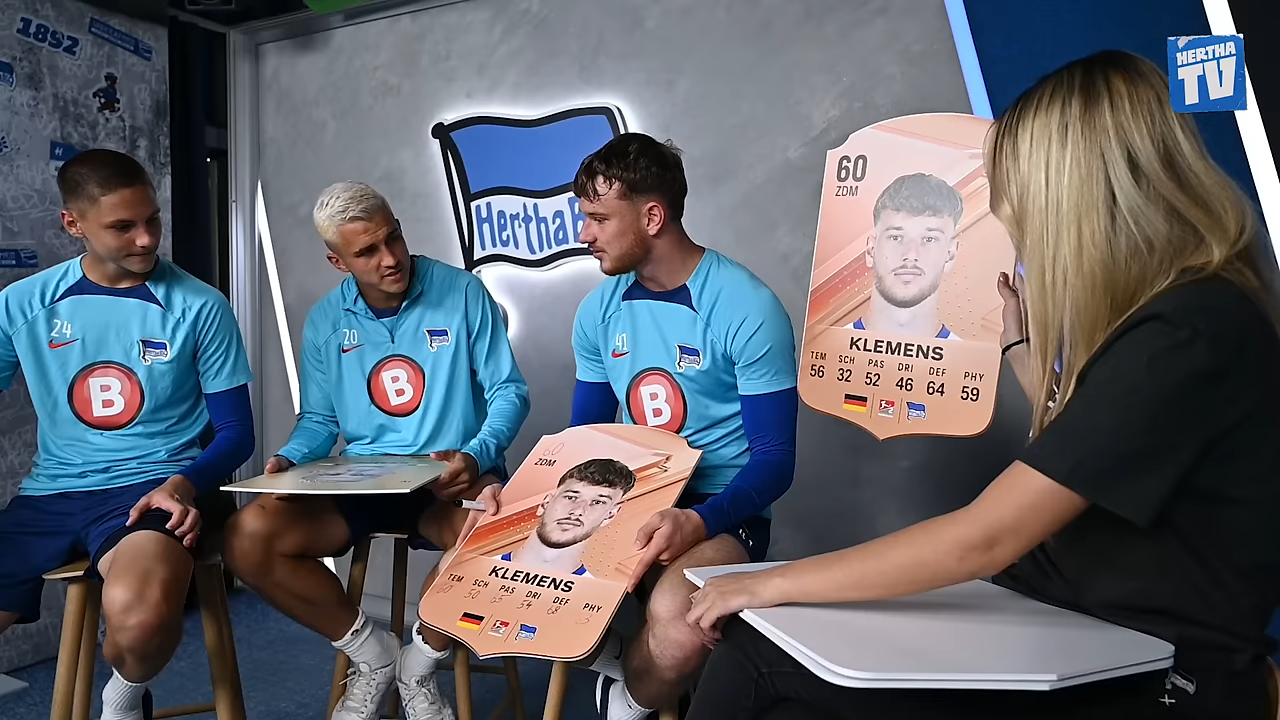 1892
HERTHA
TV
Hertha B
24
B
20
B
41
B
60
ZDM
KLEMENS
TEM SCH PAS DRI DEF PHY
56 32 52 46 64 59
60
ZDM
KLEMENS
TEM SCH PAS DRI DEF PHY